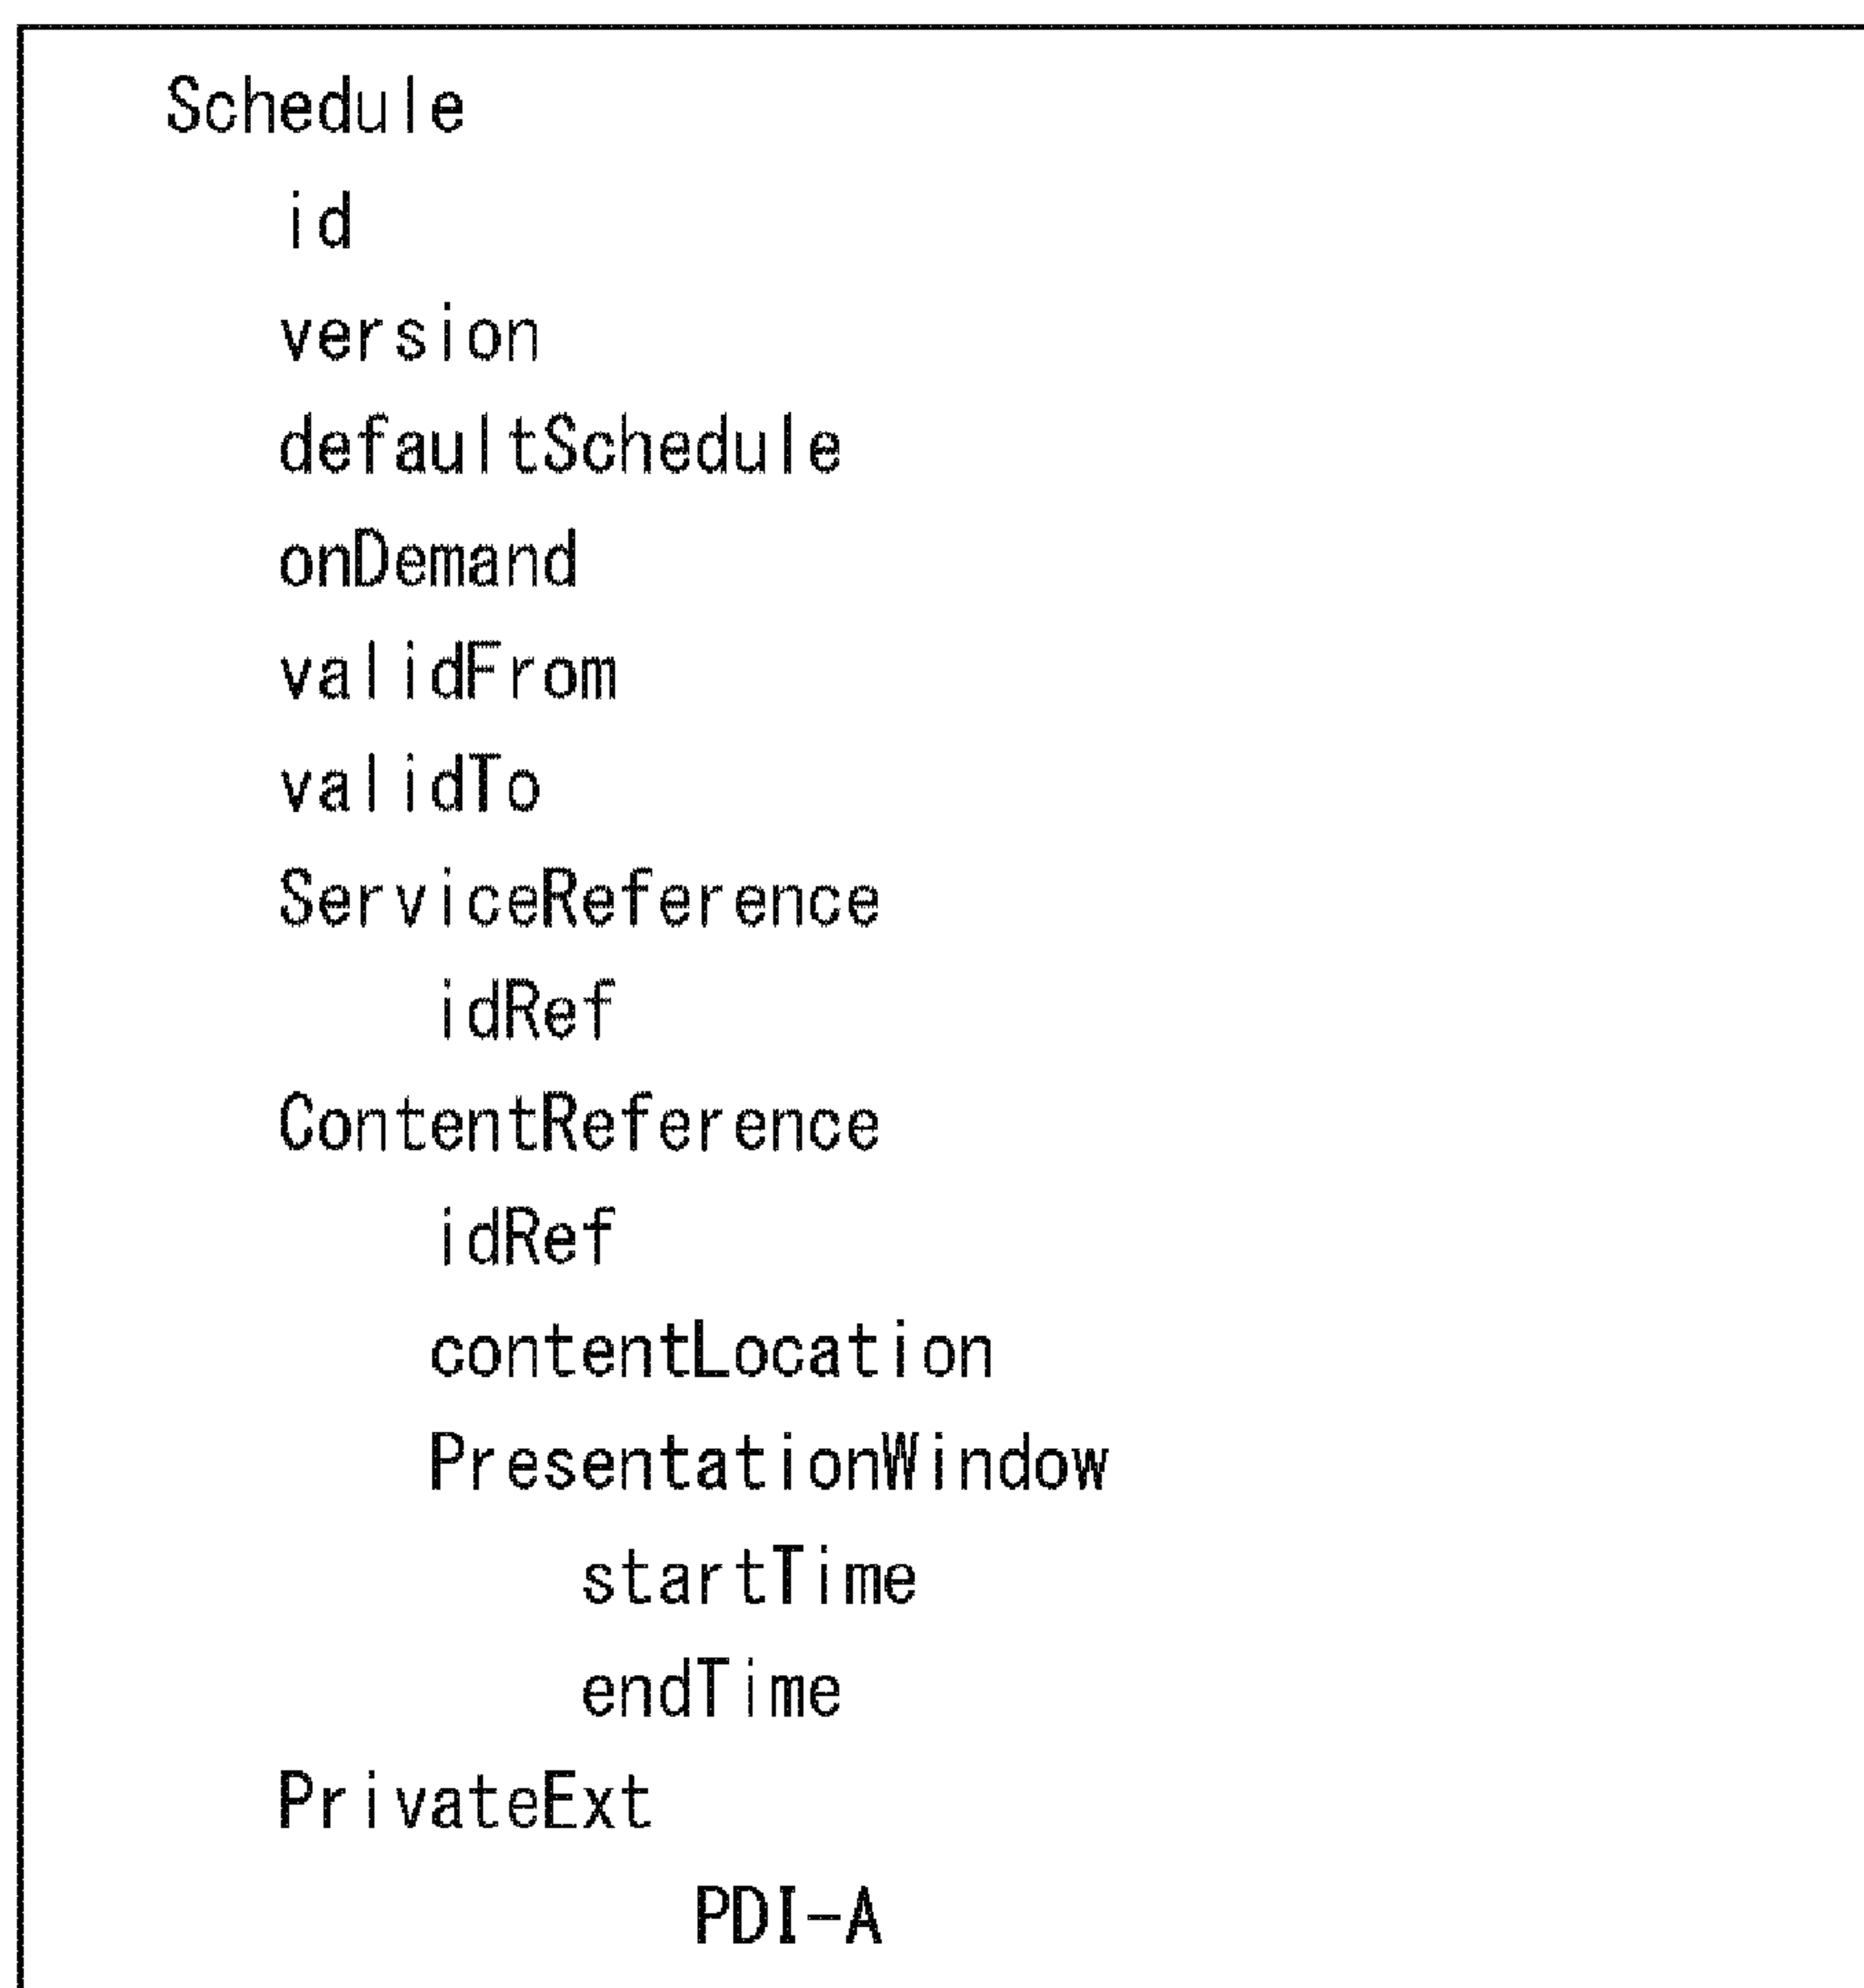 Schedule
id
version
defaultSchedule
onDemand
validFrom
validTo
ServiceReference
idRef
ContentReference
idRef
contentLocation
PresentationWindow
startTime
endTime
PrivateExt
PDI-A